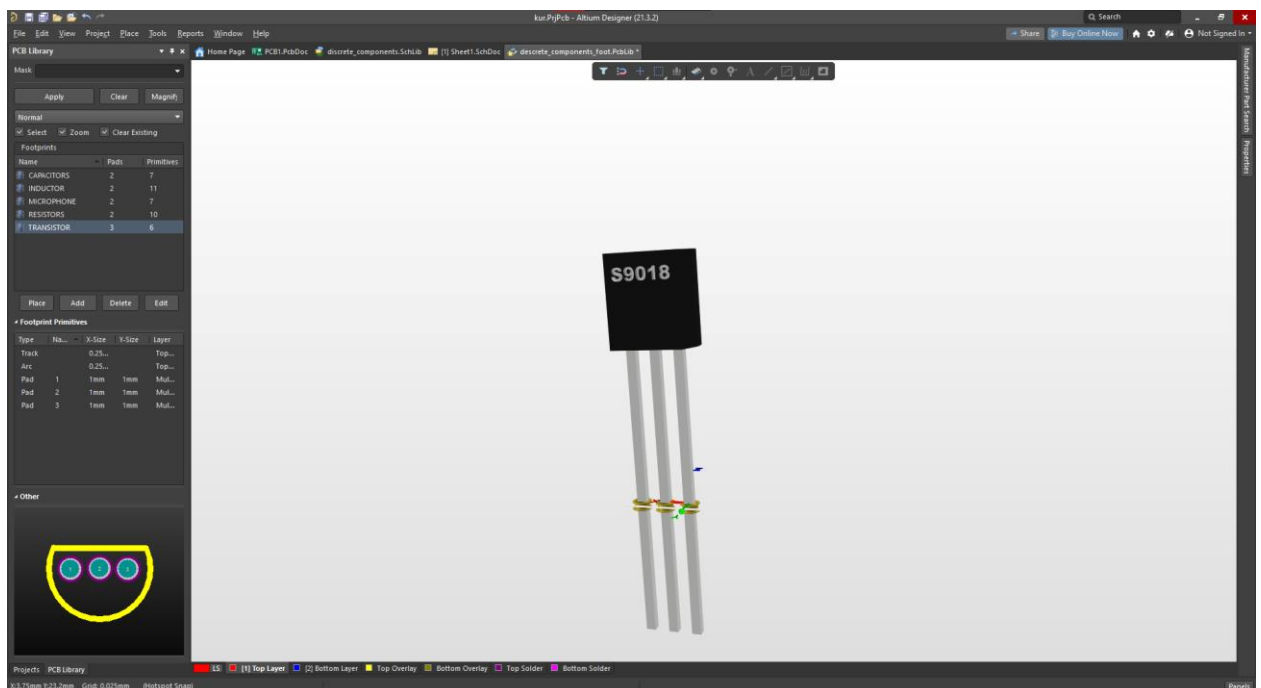 kur.PrjPcb - Altium Designer (21.3.2)
Search
File Edit View Project Place Tools Reports Window Help
Share Buy Online Now Not Signed In
PCB Library
Home Page PCB1.PcbDoc disscrete_components.SchLib [1] Sheet1.SchDoc descrete_components_foot.PcbLib *
Mask
Apply Clear Magnify
Normal
Select Zoom Clear Existing
Footprints
Name Pads Primitives
CAPACITORS 2 7
INDUCTOR 2 11
MICROPHONE 2 7
RESISTORS 2 10
TRANSISTOR 3 6
Place Add Delete Edit
Footprint Primitives
Type Na... X-Size Y-Size Layer
Track 0.25... Top...
Arc 0.25... Top...
Pad 1 1mm 1mm Mul...
Pad 2 1mm 1mm Mul...
Pad 3 1mm 1mm Mul...
Other
1 2 3
S9018
Manufacturer Part Search
Properties
Projects PCB Library
LS [1] Top Layer [2] Bottom Layer Top Overlay Bottom Overlay Top Solder Bottom Solder
X:3.75mm Y:23.2mm Grid: 0.025mm (Hotspot Snap)
Panels